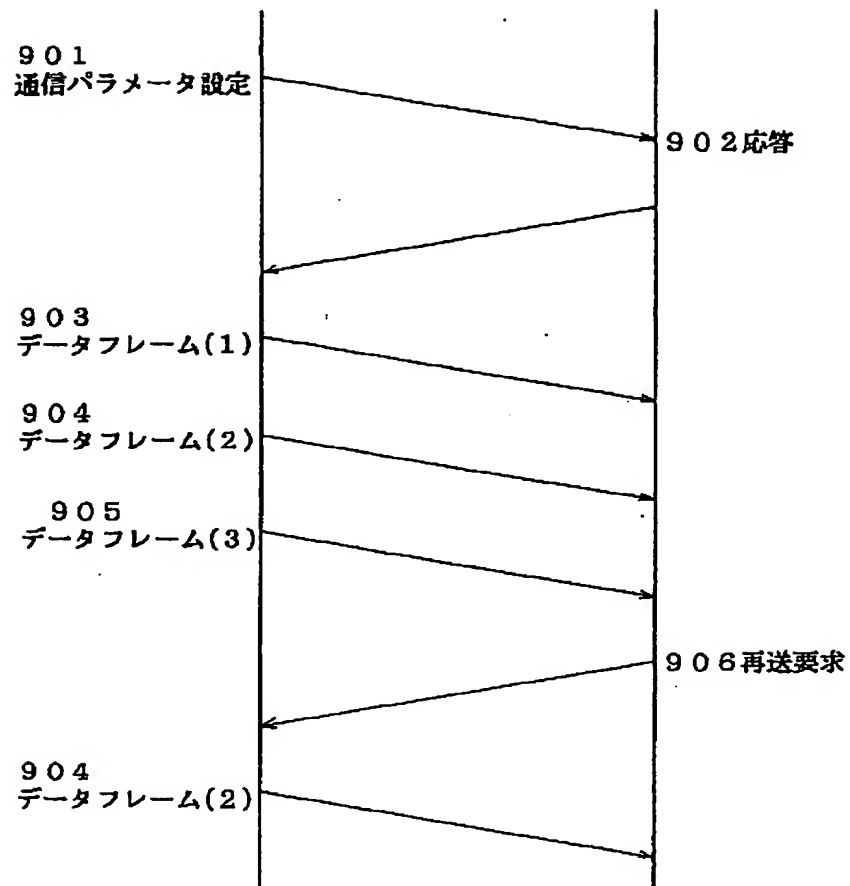 901
通信パラメータ設定
902応答
903
データフレーム(1)
904
データフレーム(2)
905
データフレーム(3)
906再送要求
904
データフレーム(2)